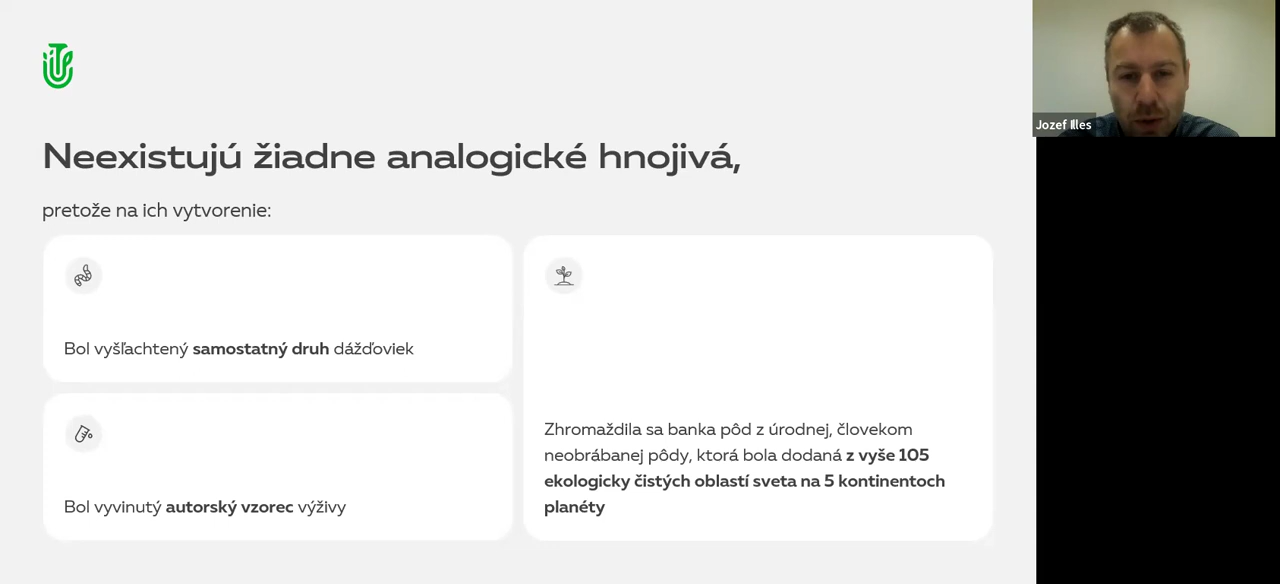 Neexistujú žiadne analogické hnojivá,
pretože na ich vytvorenie:
Bol vyšľachtený samostatný druh dážďoviek
Bol vyvinutý autorský vzorec výživy
Zhromaždila sa banka pôd z úrodnej, človekom
neobrábanej pôdy, ktorá bola dodaná z vyše 105
ekologicky čistých oblastí sveta na 5 kontinentoch
planéty
Jozef Illes